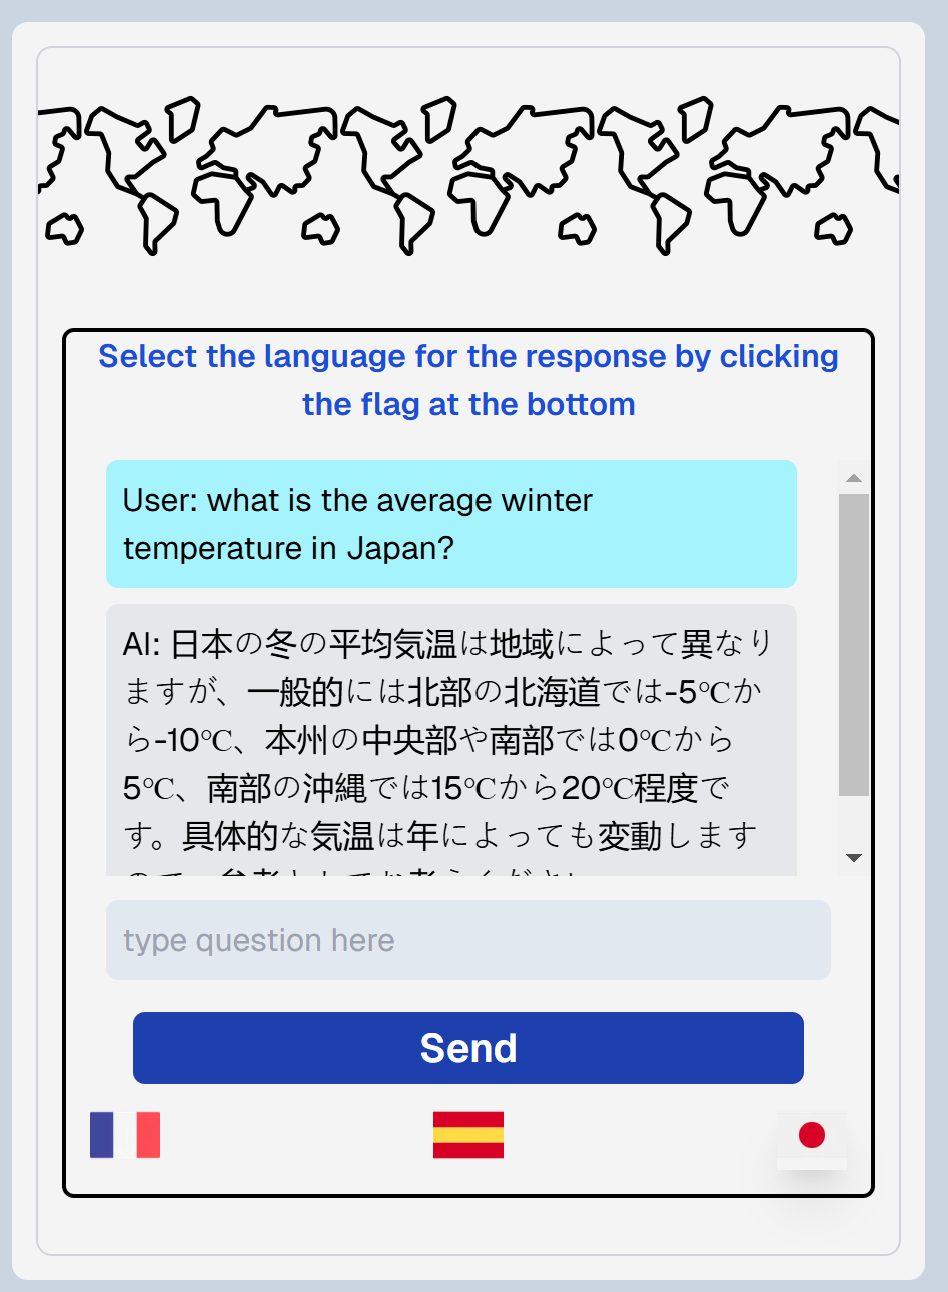 Select the language for the response by clicking
the flag at the bottom
User: what is the average winter
temperature in Japan?
AI: 日本の冬の平均気温は地域によって異なり
ますが、一般的には北部の北海道では-5℃か
ら-10℃、本州の中央部や南部では0℃から
5℃、南部の沖縄では15℃から20℃程度で
す。具体的な気温は年によっても変動します
type question here
Send